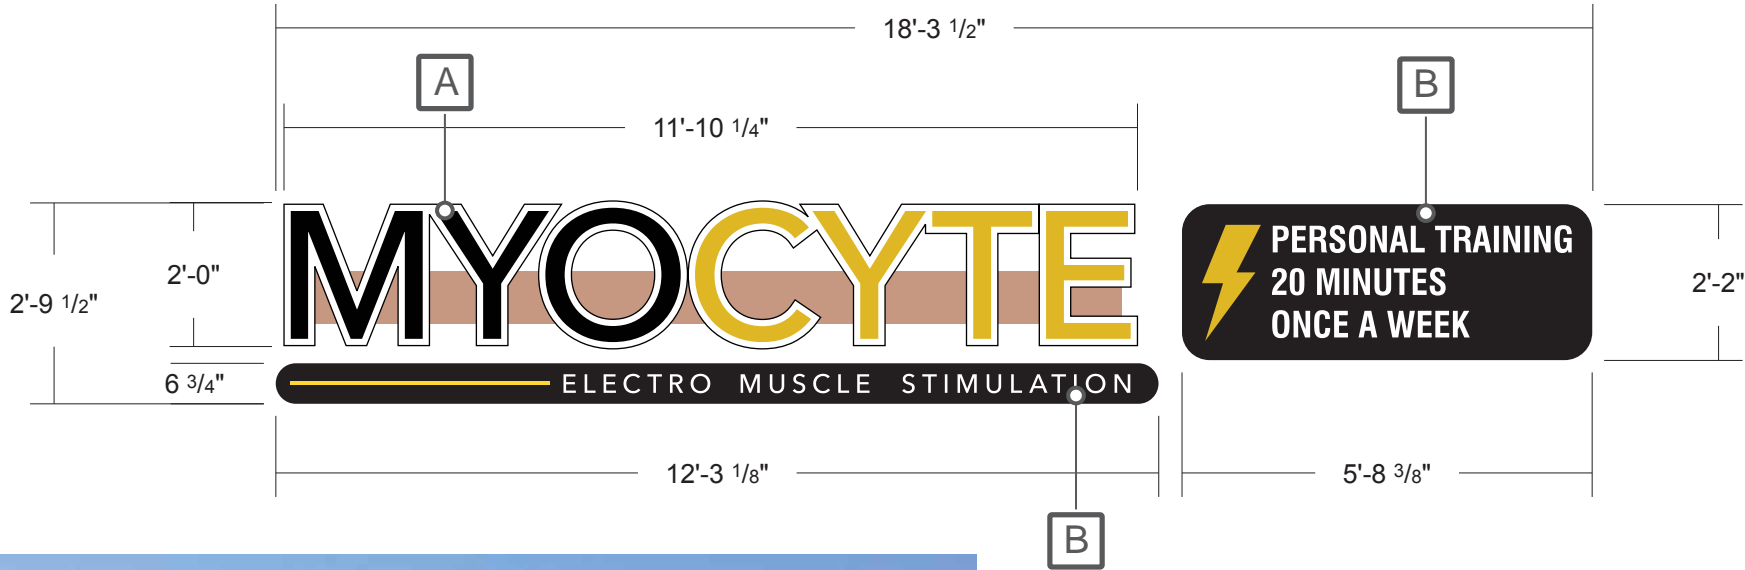 18'-3 1/2"
A
B
11'-10 1/4"
MYOCYTE
PERSONAL TRAINING
20 MINUTES
ONCE A WEEK
2'-0"
2'-9 1/2"
2'-2"
6 3/4"
ELECTRO MUSCLE STIMULATION
12'-3 1/8"
5'-8 3/8"
B